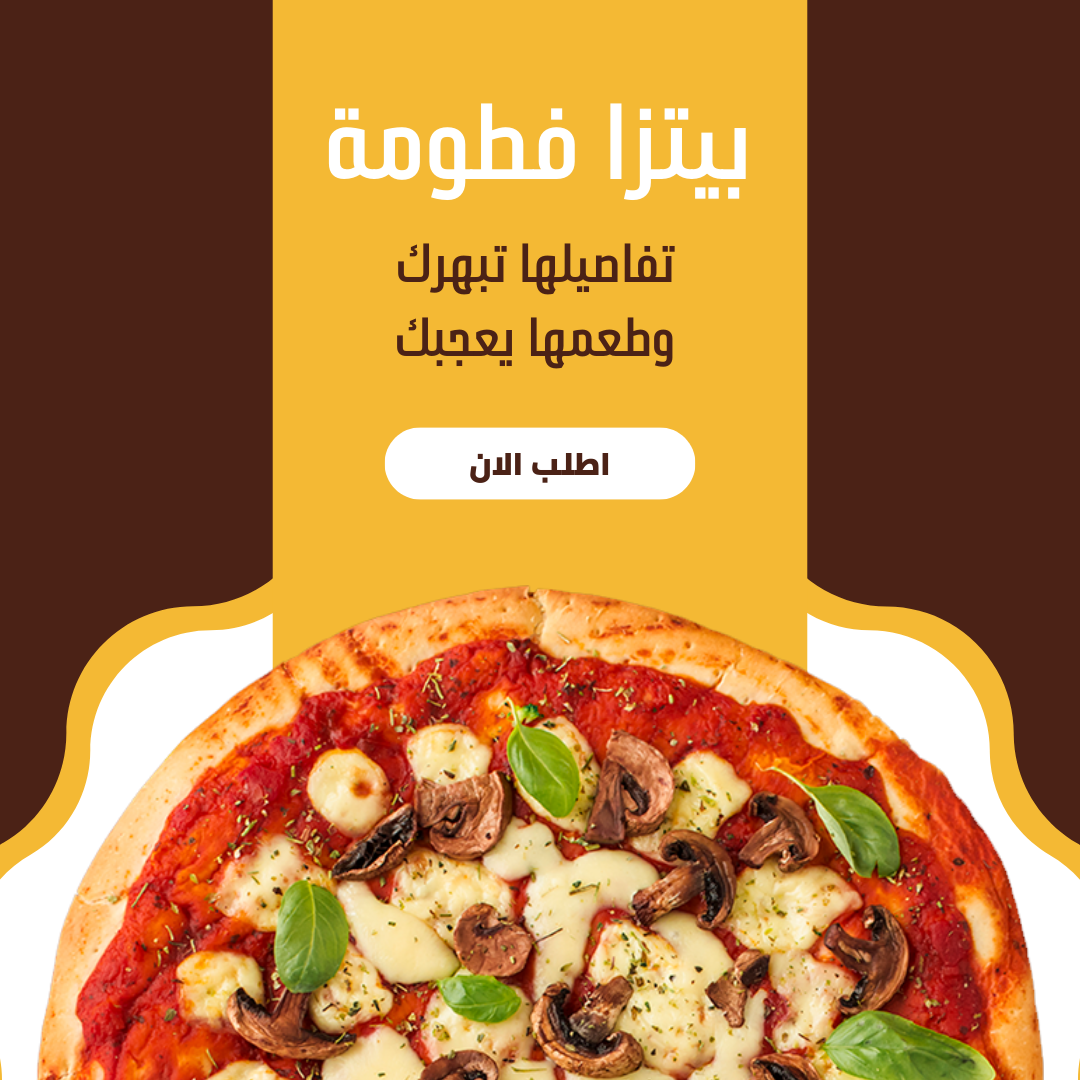 بيتزا فطومة
تفاصيلها تبهرك
وطعمها يعجبك
اطلب الان